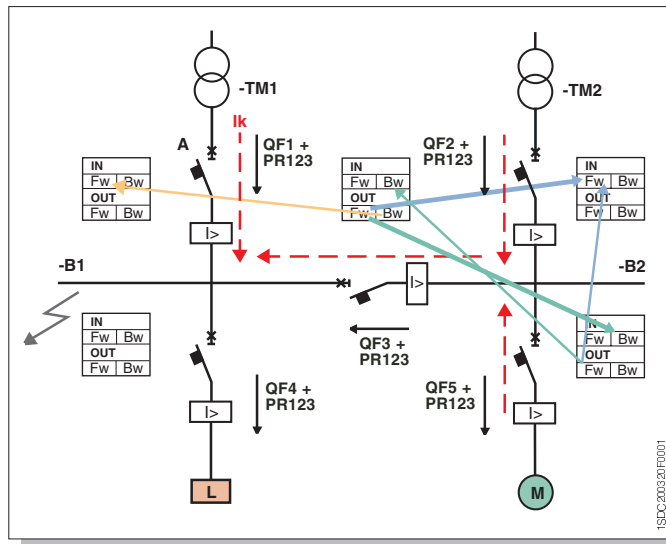 -TM1
-TM2
Ik
A
QF1 +
PR123
QF2 +
PR123
IN
Fw Bw
OUT
Fw Bw
IN
Fw Bw
OUT
Fw Bw
IN
Fw Bw
OUT
Fw Bw
I>
I>
-B1
I>
-B2
IN
Fw Bw
OUT
Fw Bw
IN
Fw Bw
OUT
Fw Bw
QF3 +
PR123
QF4 +
PR123
QF5 +
PR123
I>
I>
L
M
1SDC200320F0001